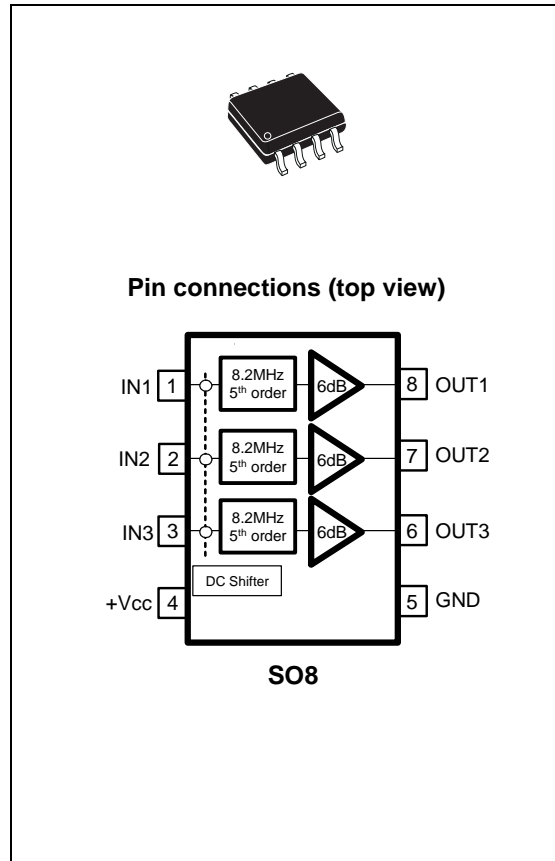 Pin connections (top view)
IN1 1 8.2MHz 5th order 6dB 8 OUT1
IN2 2 8.2MHz 5th order 6dB 7 OUT2
IN3 3 8.2MHz 5th order 6dB 6 OUT3
DC Shifter
+Vcc 4 5 GND
SO8